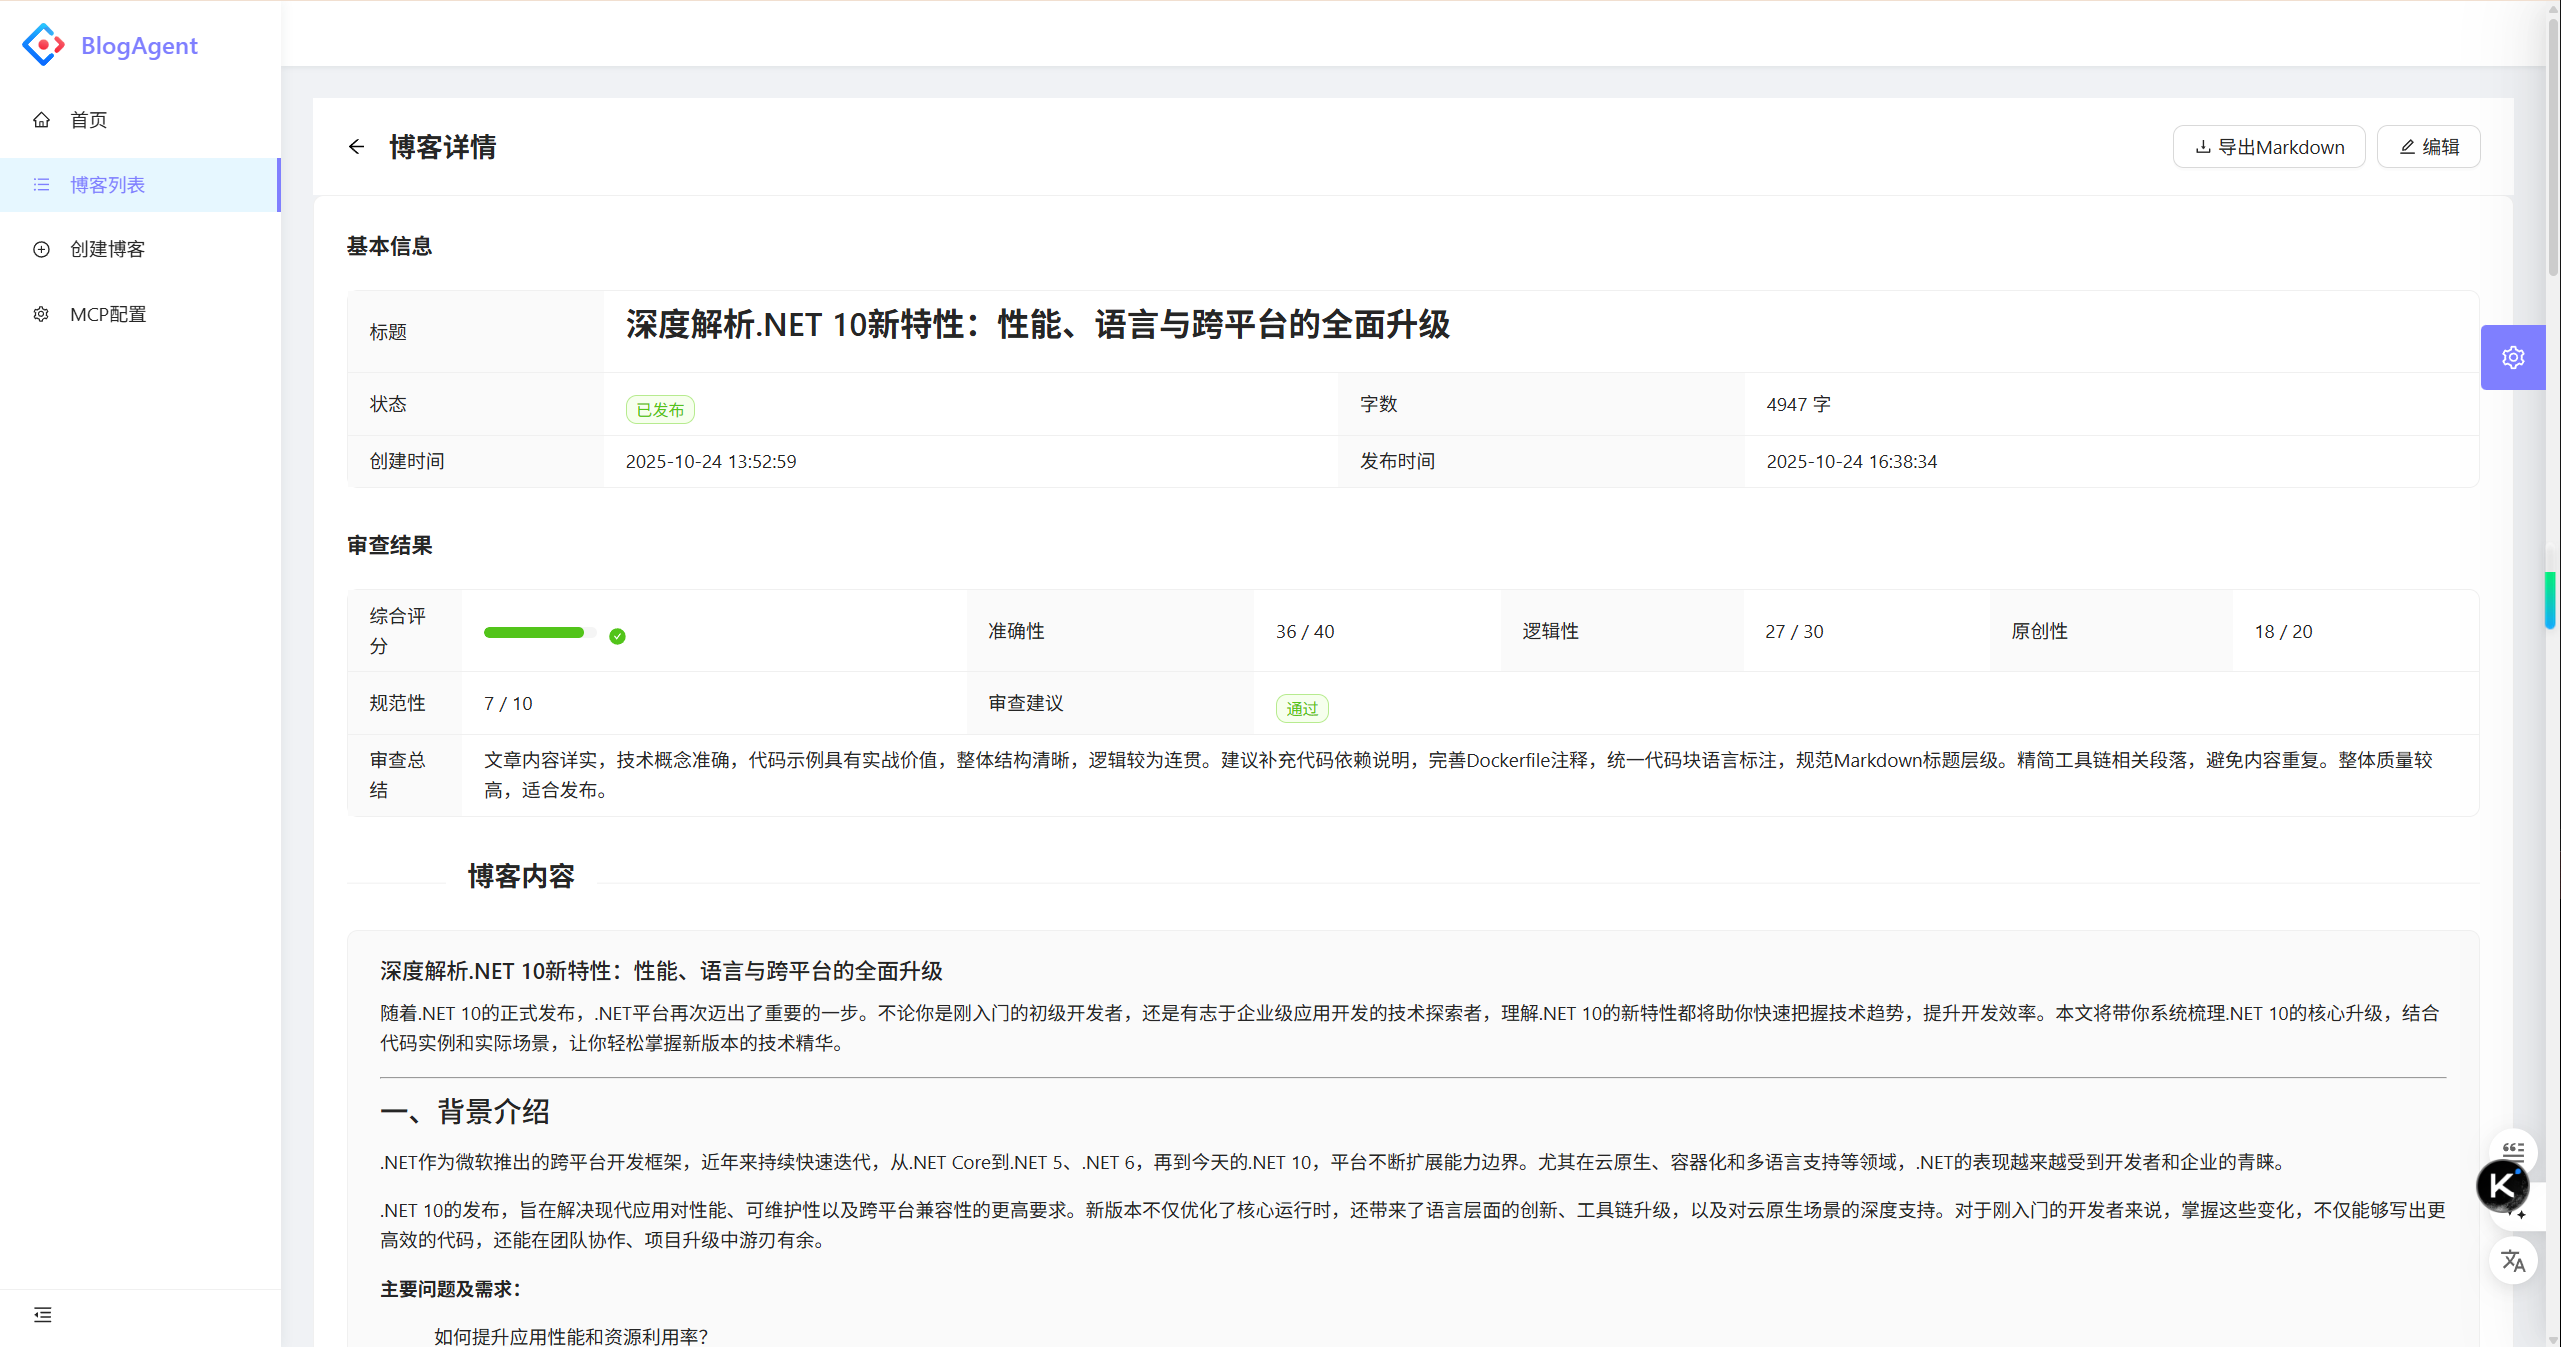 BlogAgent
首页
博客列表
创建博客
MCP配置
博客详情
导出Markdown
编辑
基本信息
标题
深度解析.NET 10新特性：性能、语言与跨平台的全面升级
状态
已发布
字数
4947 字
创建时间
2025-10-24 13:52:59
发布时间
2025-10-24 16:38:34
审查结果
综合评
分
准确性
36 / 40
逻辑性
27 / 30
原创性
18 / 20
规范性
7 / 10
审查建议
通过
审查总
结
文章内容详实，技术概念准确，代码示例具有实战价值，整体结构清晰，逻辑较为连贯。建议补充代码依赖说明，完善Dockerfile注释，统一代码块语言标注，规范Markdown标题层级。精简工具链相关段落，避免内容重复。整体质量较
高，适合发布。
博客内容
深度解析.NET 10新特性：性能、语言与跨平台的全面升级
随着.NET 10的正式发布，.NET平台再次迈出了重要的一步。不论你是刚入门的初级开发者，还是有志于企业级应用开发的技术探索者，理解.NET 10的新特性都将助你快速把握技术趋势，提升开发效率。本文将带你系统梳理.NET 10的核心升级，结合
代码实例和实际场景，让你轻松掌握新版本的技术精华。
一、背景介绍
.NET作为微软推出的跨平台开发框架，近年来持续快速迭代，从.NET Core到.NET 5、.NET 6，再到今天的.NET 10，平台不断扩展能力边界。尤其在云原生、容器化和多语言支持等领域，.NET的表现越来越受到开发者和企业的青睐。
.NET 10的发布，旨在解决现代应用对性能、可维护性以及跨平台兼容性的更高要求。新版本不仅优化了核心运行时，还带来了语言层面的创新、工具链升级，以及对云原生场景的深度支持。对于刚入门的开发者来说，掌握这些变化，不仅能够写出更
高效的代码，还能在团队协作、项目升级中游刃有余。
主要问题及需求：
如何提升应用性能和资源利用率？